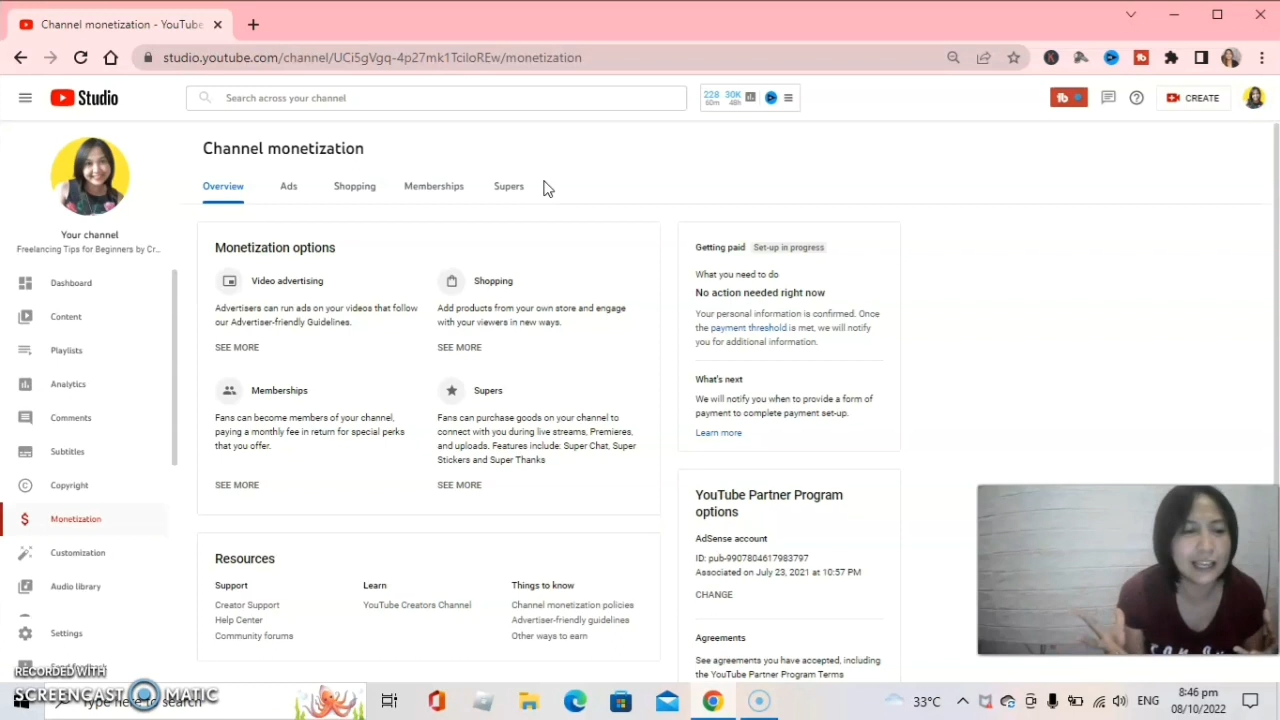 Channel monetization - YouTube
studio.youtube.com/channel/UCi5gVgq-4p27mk1TciloREw/monetization
Studio
Search across your channel
228 30K
60m 48h
CREATE
Your channel
Freelancing Tips for Beginners by Cr...
Dashboard
Content
Playlists
Analytics
Comments
Subtitles
Copyright
Monetization
Customization
Audio library
Settings
Send feedback
Channel monetization
Overview Ads Shopping Memberships Supers
Monetization options
Video advertising
Advertisers can run ads on your videos that follow
our Advertiser-friendly Guidelines.
SEE MORE
Shopping
Add products from your own store and engage
with your viewers in new ways.
SEE MORE
Memberships
Fans can become members of your channel,
paying a monthly fee in return for special perks
that you offer.
SEE MORE
Supers
Fans can purchase goods on your channel to
connect with you during live streams, Premieres,
and uploads. Features include: Super Chat, Super
Stickers and Super Thanks
SEE MORE
Resources
Support
Creator Support
Help Center
Community forums
Learn
YouTube Creators Channel
Things to know
Channel monetization policies
Advertiser-friendly guidelines
Other ways to earn
Getting paid Set-up in progress
What you need to do
No action needed right now
Your personal information is confirmed. Once
the payment threshold is met, we will notify
you for additional information.
What's next
We will notify you when to provide a form of
payment to complete payment set-up.
Learn more
YouTube Partner Program
options
AdSense account
ID: pub-9907804617983797
Associated on July 23, 2021 at 10:57 PM
CHANGE
Agreements
See agreements you have accepted, including
the YouTube Partner Program Terms
RECORDED WITH
SCREENCAST MATIC
Type here to search
33°C
ENG
8:46 pm
08/10/2022